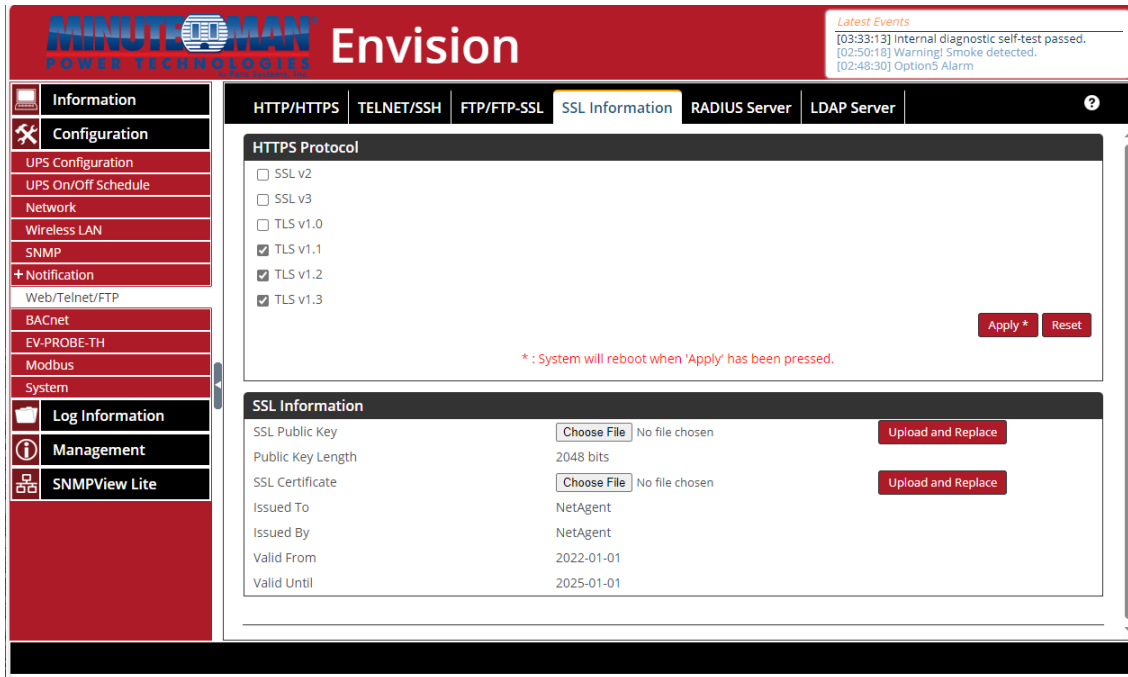 MINUTEMAN®
POWER TECHNOLOGIES
by Para Systems, Inc.
Envision
Latest Events
[03:33:13] Internal diagnostic self-test passed.
[02:50:18] Warning! Smoke detected.
[02:48:30] Option5 Alarm
Information
Configuration
UPS Configuration
UPS On/Off Schedule
Network
Wireless LAN
SNMP
+ Notification
Web/Telnet/FTP
BACnet
EV-PROBE-TH
Modbus
System
Log Information
Management
SNMPView Lite
HTTP/HTTPS TELNET/SSH FTP/FTP-SSL SSL Information RADIUS Server LDAP Server ?
HTTPS Protocol
SSL v2
SSL v3
TLS v1.0
TLS v1.1
TLS v1.2
TLS v1.3
Apply * Reset
* : System will reboot when 'Apply' has been pressed.
SSL Information
SSL Public Key Choose File No file chosen Upload and Replace
Public Key Length 2048 bits
SSL Certificate Choose File No file chosen Upload and Replace
Issued To NetAgent
Issued By NetAgent
Valid From 2022-01-01
Valid Until 2025-01-01